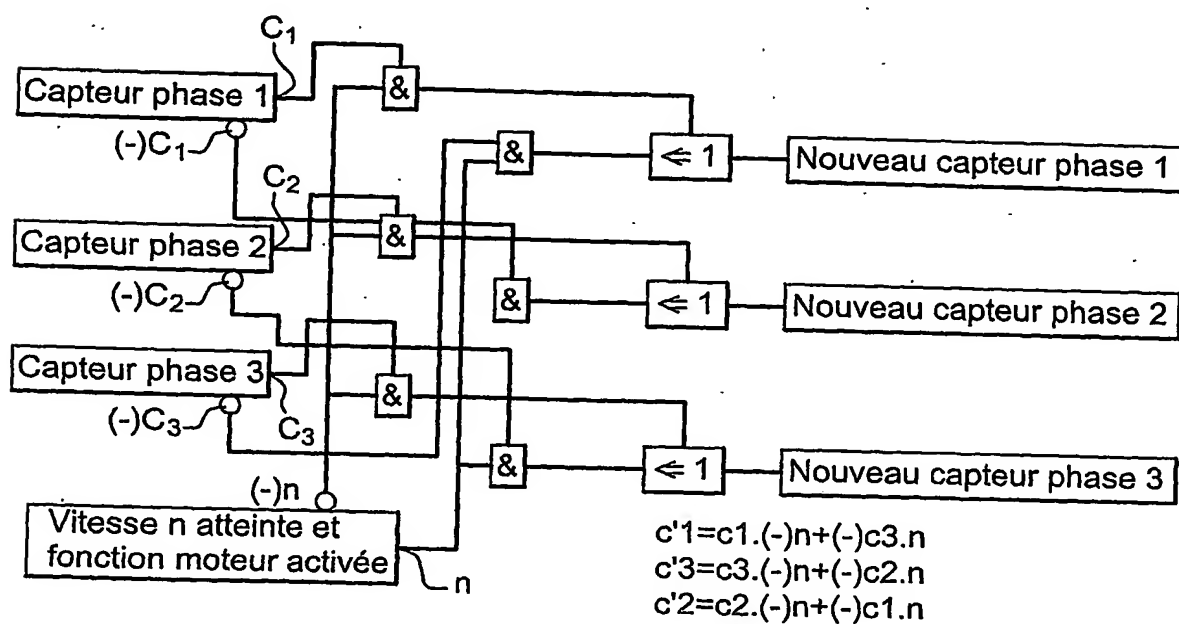 C1
Capteur phase 1
&
(-)C1
&
⇐ 1
Nouveau capteur phase 1
C2
Capteur phase 2
&
(-)C2
&
⇐ 1
Nouveau capteur phase 2
Capteur phase 3
&
(-)C3
C3
&
⇐ 1
Nouveau capteur phase 3
(-)n
Vitesse n atteinte et
fonction moteur activée
n
c'1=c1.(-)n+(-)c3.n
c'3=c3.(-)n+(-)c2.n
c'2=c2.(-)n+(-)c1.n